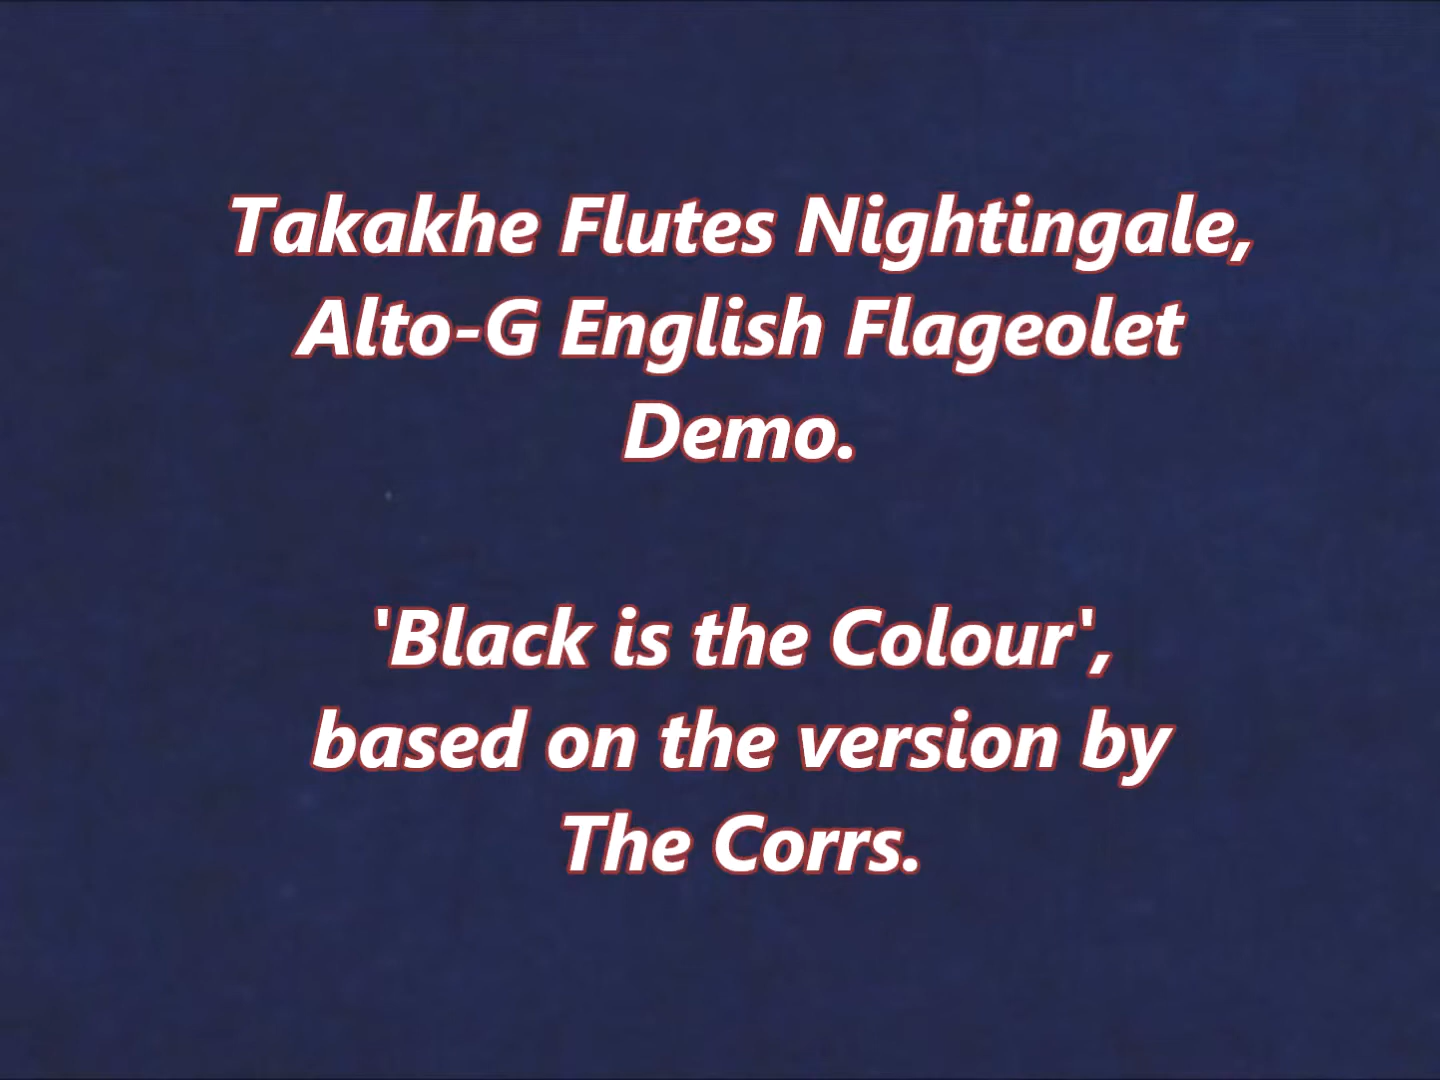 Takakhe Flutes Nightingale,
Alto-G English Flageolet
Demo.
'Black is the Colour',
based on the version by
The Corrs.